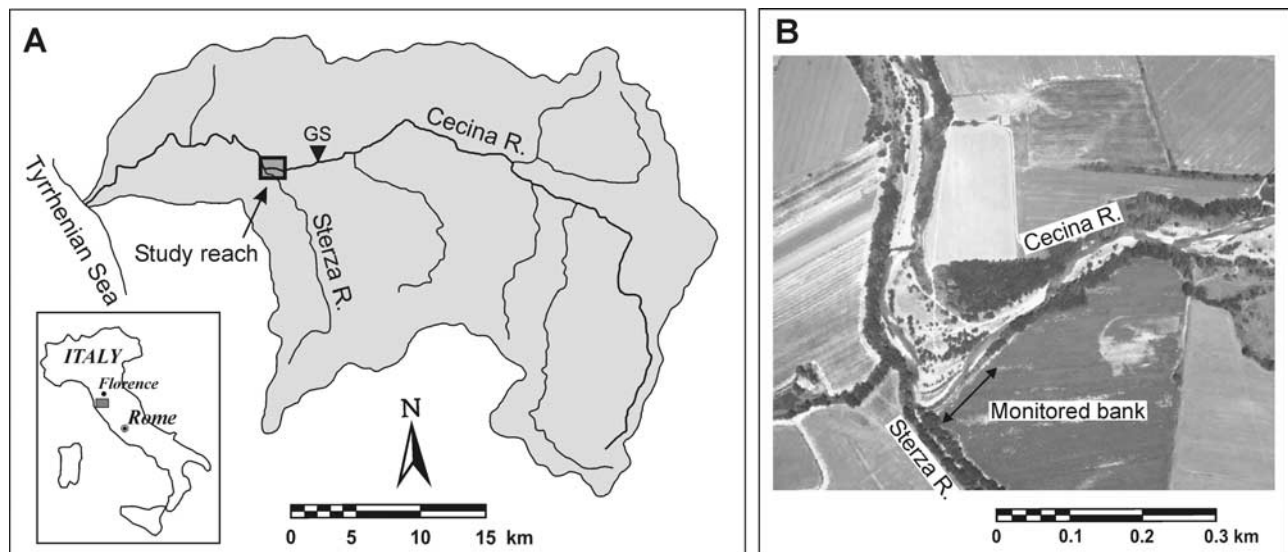 A
GS
Cecina R.
Tyrrhenian Sea
Study reach
Sterza R.
ITALY
Florence
Rome
N
0 5 10 15 km
B
Cecina R.
Monitored bank
Sterza R.
0 0.1 0.2 0.3 km